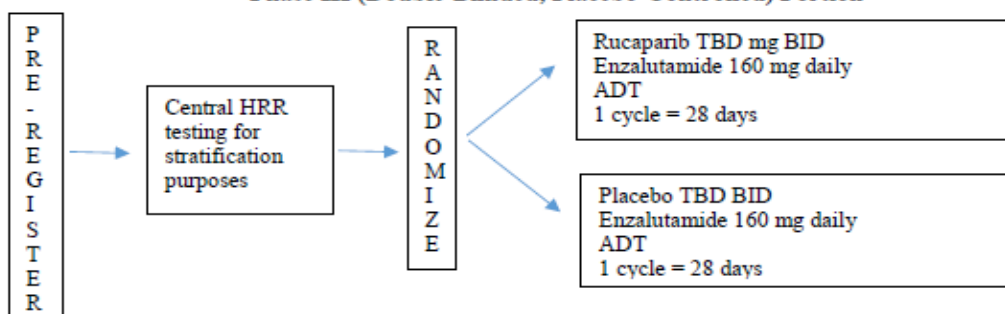 Phase III (Double-Blinded, Placebo-Controlled) Portion
P
R
E
-
R
E
G
I
S
T
E
R
Central HRR
testing for
stratification
purposes
R
A
N
D
O
M
I
Z
E
Rucaparib TBD mg BID
Enzalutamide 160 mg daily
ADT
1 cycle = 28 days
Placebo TBD BID
Enzalutamide 160 mg daily
ADT
1 cycle = 28 days